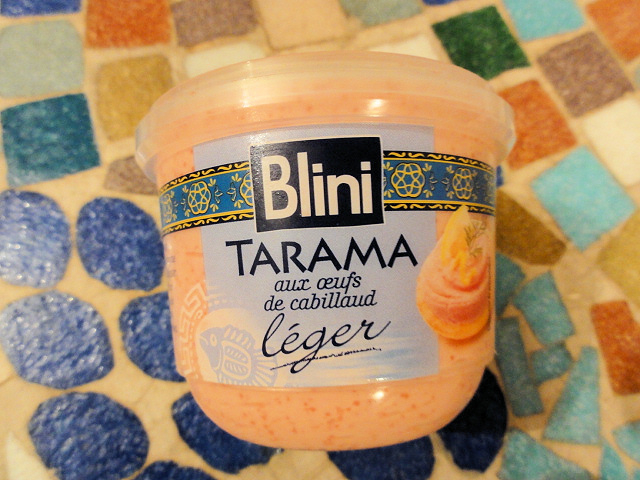 Blini
TARAMA
aux œufs
de cabillaud
léger